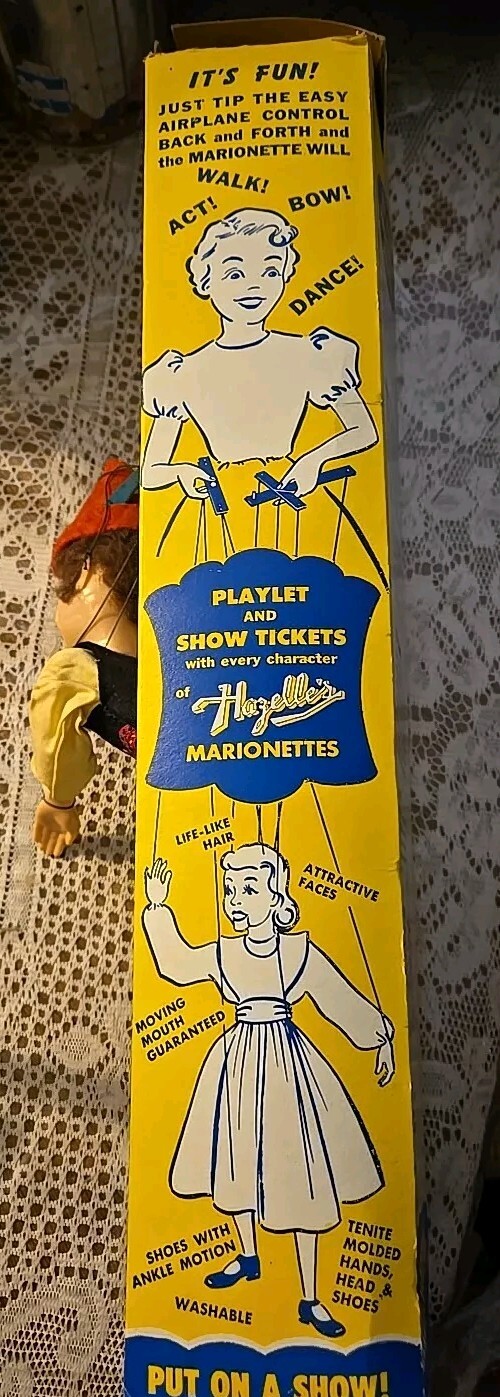 IT'S FUN!
JUST TIP THE EASY
AIRPLANE CONTROL
BACK and FORTH and
the MARIONETTE WILL
WALK!
ACT!
BOW!
DANCE!
PLAYLET
AND
SHOW TICKETS
with every character
of Hazelle's
MARIONETTES
LIFE-LIKE
HAIR
ATTRACTIVE
FACES
MOVING
MOUTH
GUARANTEED
SHOES WITH
ANKLE MOTION
TENITE
MOLDED
HANDS,
HEAD &
SHOES
WASHABLE
PUT ON A SHOW!